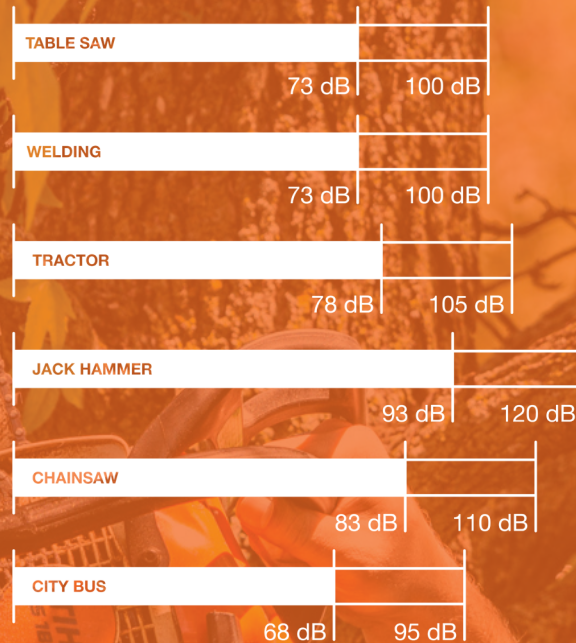 TABLE SAW
73 dB 100 dB
WELDING
73 dB 100 dB
TRACTOR
78 dB 105 dB
JACK HAMMER
93 dB 120 dB
CHAINSAW
83 dB 110 dB
CITY BUS
68 dB 95 dB